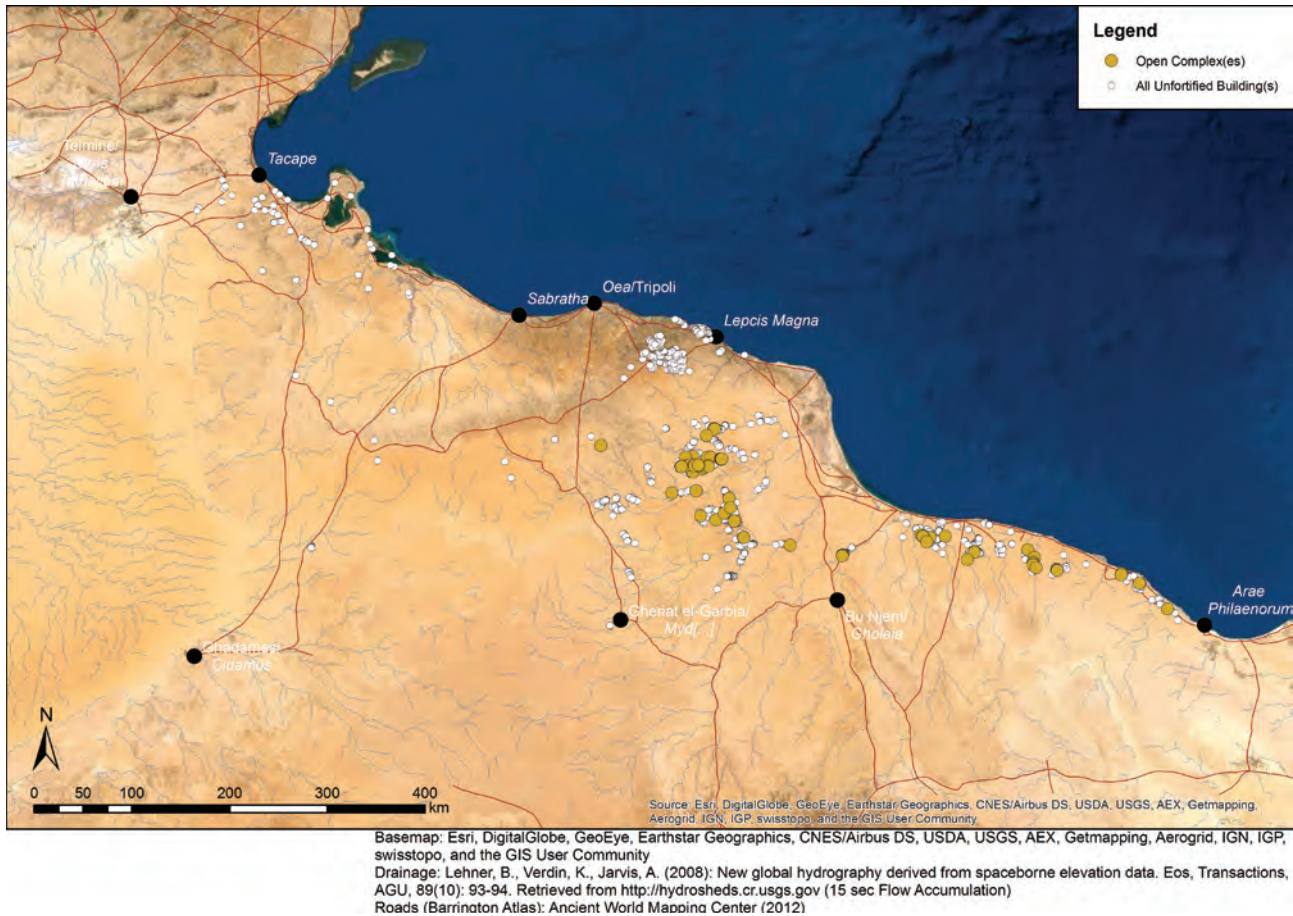 Legend
Open Complex(es)
All Unfortified Building(s)
Telmine/
Tacape
Sabratha
Oea/Tripoli
Lepcis Magna
Gheriat el-Garbia/
Myd[...]
Bu Njem/
Gholaia
Arae
Philaenorum
Ghadames/
Cidamus
N
0 100 200 300 400
km
Source: Esri, DigitalGlobe, GeoEye, Earthstar Geographics, CNES/Airbus DS, USDA, USGS, AEX, Getmapping,
Aerogrid, IGN, IGP, swisstopo, and the GIS User Community
Basemap: Esri, DigitalGlobe, GeoEye, Earthstar Geographics, CNES/Airbus DS, USDA, USGS, AEX, Getmapping, Aerogrid, IGN, IGP,
swisstopo, and the GIS User Community
Drainage: Lehner, B., Verdin, K., Jarvis, A. (2008): New global hydrography derived from spaceborne elevation data. Eos, Transactions,
AGU, 89(10): 93-94. Retrieved from http://hydrosheds.cr.usgs.gov (15 sec Flow Accumulation)
Roads (Barrington Atlas): Ancient World Mapping Center (2012)